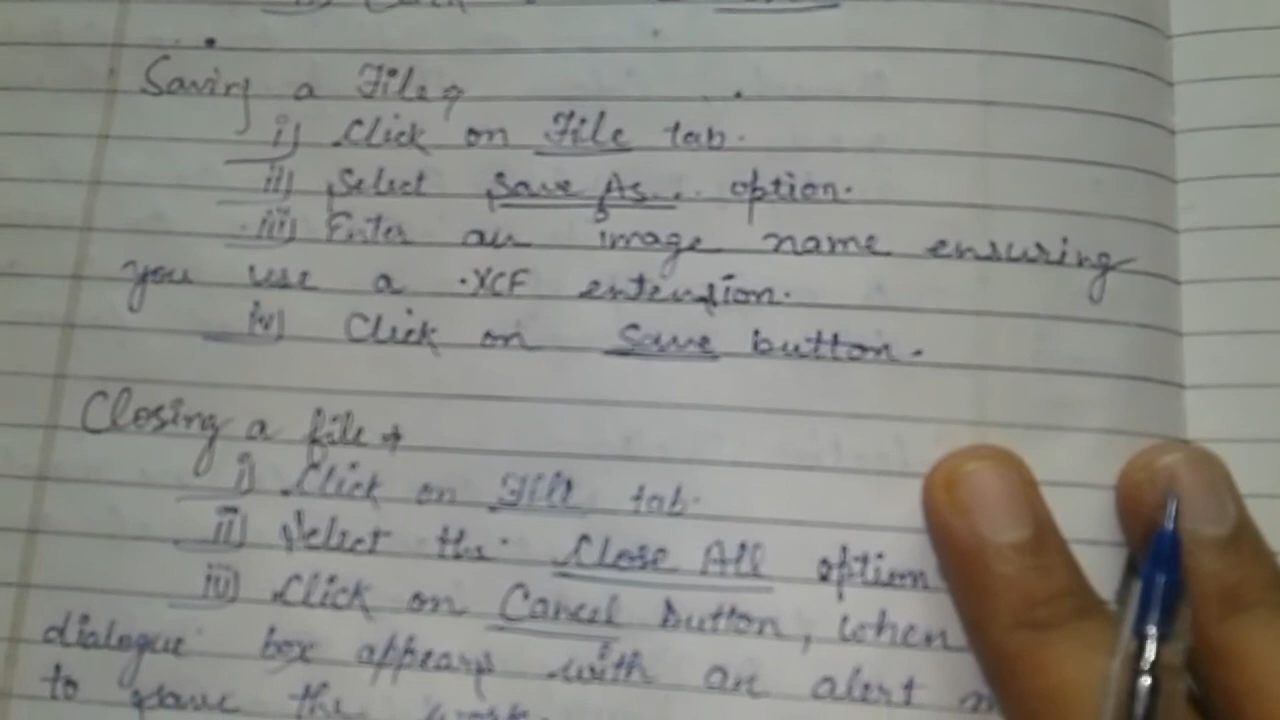 Saving a File →
i) Click on File tab.
ii) Select Save As... option.
iii) Enter an image name ensuring
you use a .XCF extension.
iv) Click on Save button.
Closing a file →
i) Click on File tab.
ii) Select the Close All option
iv) Click on Cancel button, when
dialogue box appears with an alert
to save the work.